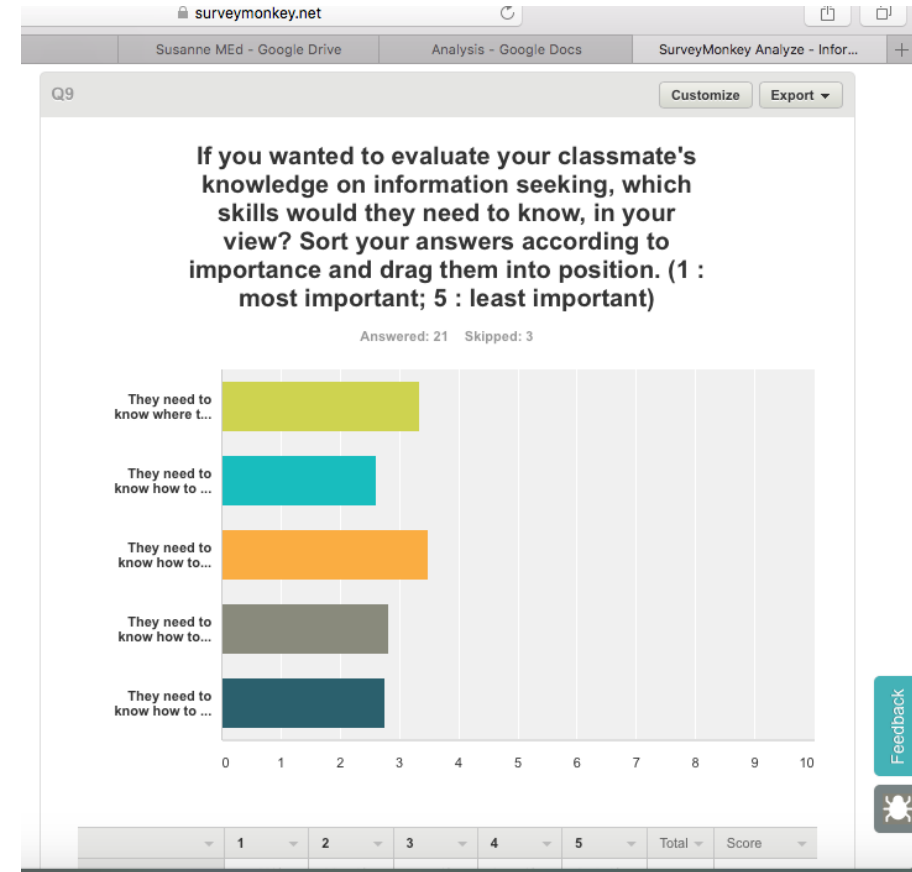 surveymonkey.net
Susanne MEd - Google Drive
Analysis - Google Docs
SurveyMonkey Analyze - Infor...
+
Q9
Customize
Export
If you wanted to evaluate your classmate's
knowledge on information seeking, which
skills would they need to know, in your
view? Sort your answers according to
importance and drag them into position. (1 :
most important; 5 : least important)
Answered: 21 Skipped: 3
They need to
know where t...
They need to
know how to ...
They need to
know how to...
They need to
know how to...
They need to
know how to ...
0 1 2 3 4 5 6 7 8 9 10
Feedback
1 2 3 4 5 Total Score